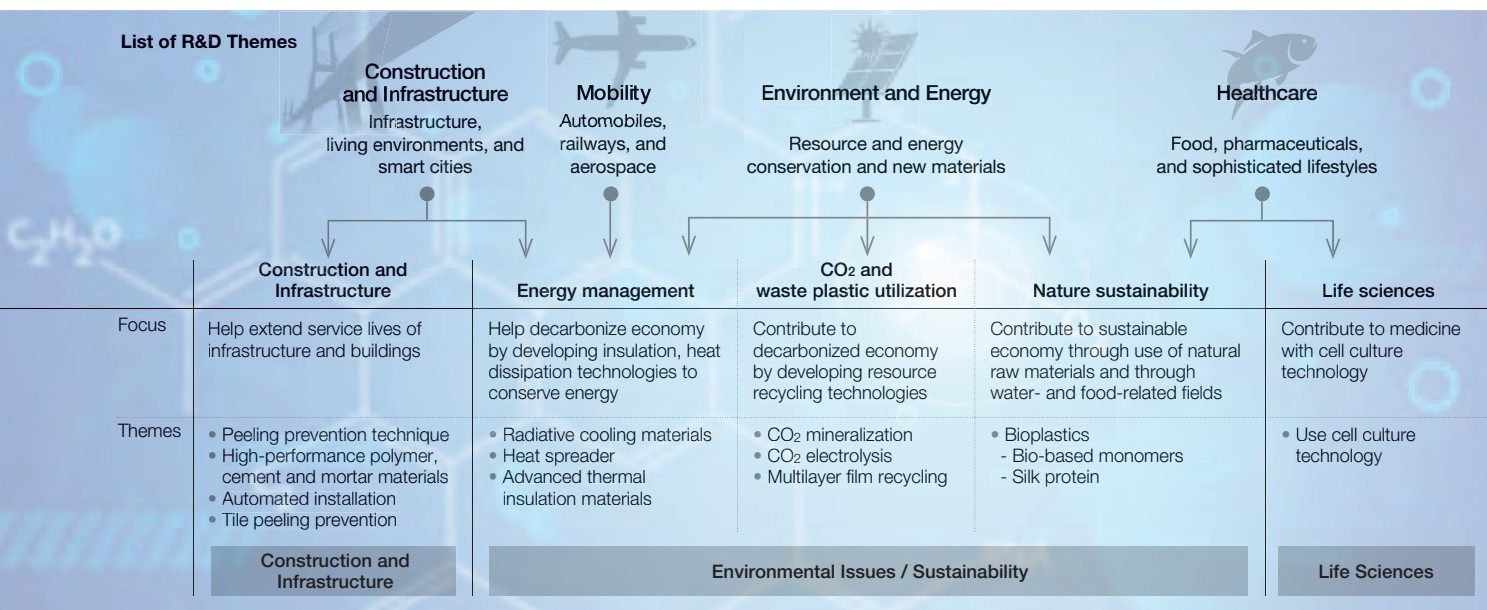 List of R&D Themes
Construction
and Infrastructure
Infrastructure,
living environments, and
smart cities
Mobility
Automobiles,
railways, and
aerospace
Environment and Energy
Resource and energy
conservation and new materials
Healthcare
Food, pharmaceuticals,
and sophisticated lifestyles
C2H2O
Construction and
Infrastructure
Energy management
CO2 and
waste plastic utilization
Nature sustainability
Life sciences
Focus
Help extend service lives of
infrastructure and buildings
Help decarbonize economy
by developing insulation, heat
dissipation technologies to
conserve energy
Contribute to
decarbonized economy
by developing resource
recycling technologies
Contribute to sustainable
economy through use of natural
raw materials and through
water- and food-related fields
Contribute to medicine
with cell culture
technology
Themes
• Peeling prevention technique
• High-performance polymer,
cement and mortar materials
• Automated installation
• Tile peeling prevention
• Radiative cooling materials
• Heat spreader
• Advanced thermal
insulation materials
• CO2 mineralization
• CO2 electrolysis
• Multilayer film recycling
• Bioplastics
- Bio-based monomers
- Silk protein
• Use cell culture
technology
Construction and
Infrastructure
Environmental Issues / Sustainability
Life Sciences